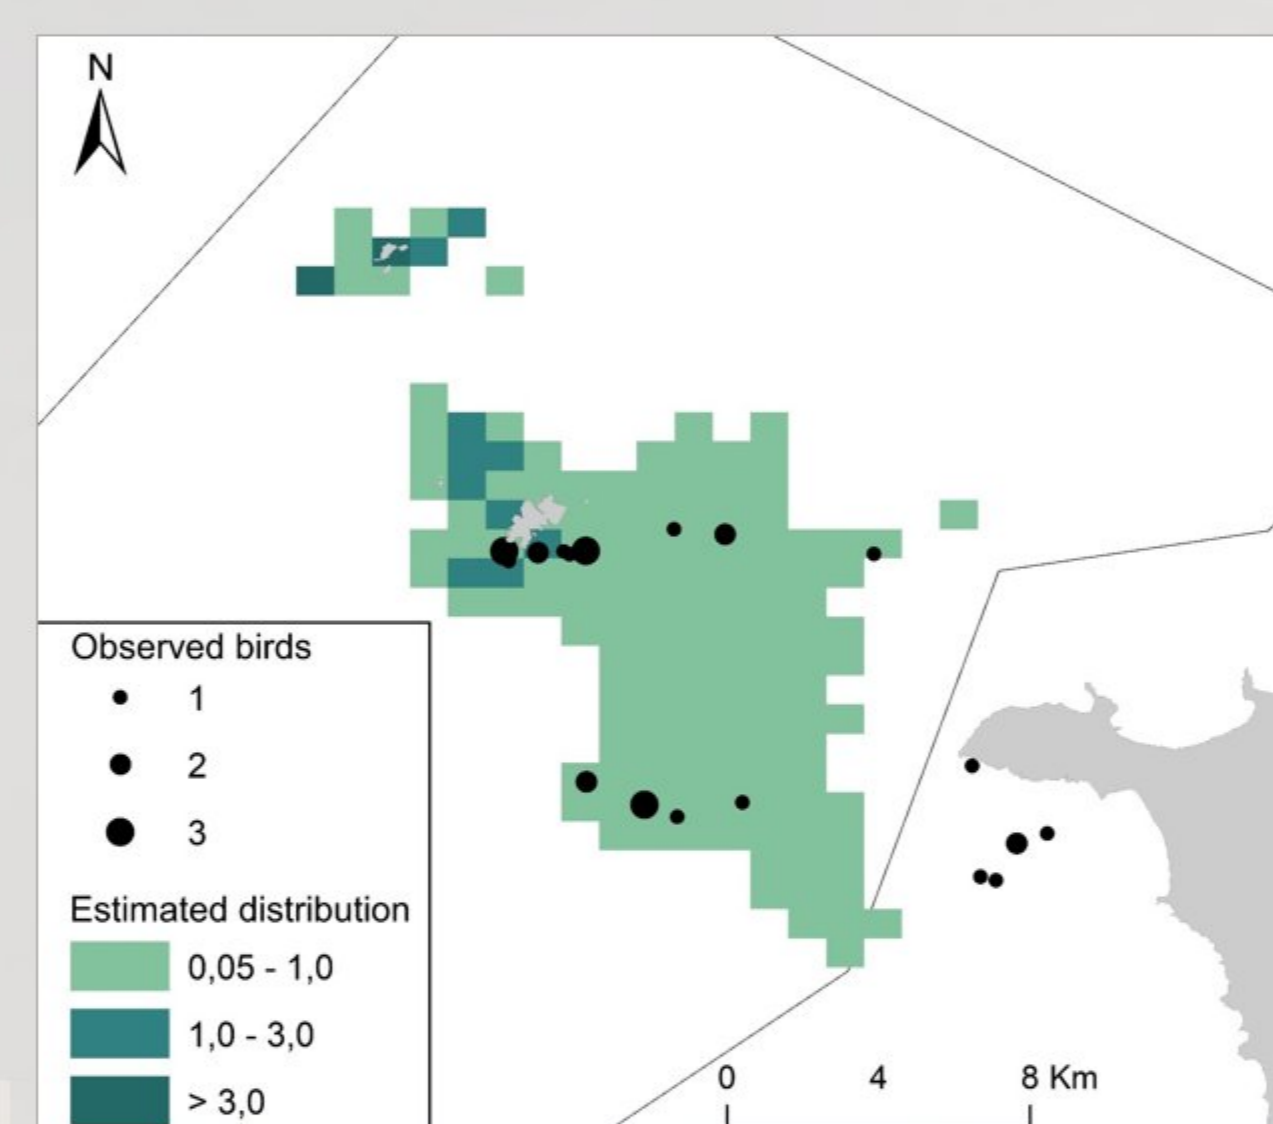 N
Observed birds
1
2
3
Estimated distribution
0,05 - 1,0
1,0 - 3,0
> 3,0
0 4 8 Km